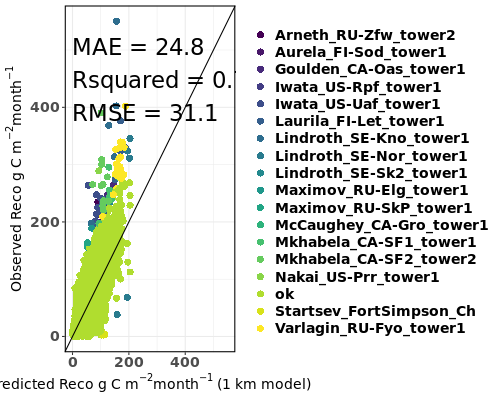 MAE = 24.8
Rsquared = 0.
RMSE = 31.1
Observed Reco g C m⁻²month⁻¹
400
200
0
0 200 400
redicted Reco g C m⁻²month⁻¹ (1 km model)
Arneth_RU-Zfw_tower2
Aurela_FI-Sod_tower1
Goulden_CA-Oas_tower1
Iwata_US-Rpf_tower1
Iwata_US-Uaf_tower1
Laurila_FI-Let_tower1
Lindroth_SE-Kno_tower1
Lindroth_SE-Nor_tower1
Lindroth_SE-Sk2_tower1
Maximov_RU-Elg_tower1
Maximov_RU-SkP_tower1
McCaughey_CA-Gro_tower1
Mkhabela_CA-SF1_tower1
Mkhabela_CA-SF2_tower2
Nakai_US-Prr_tower1
ok
Startsev_FortSimpson_Ch
Varlagin_RU-Fyo_tower1